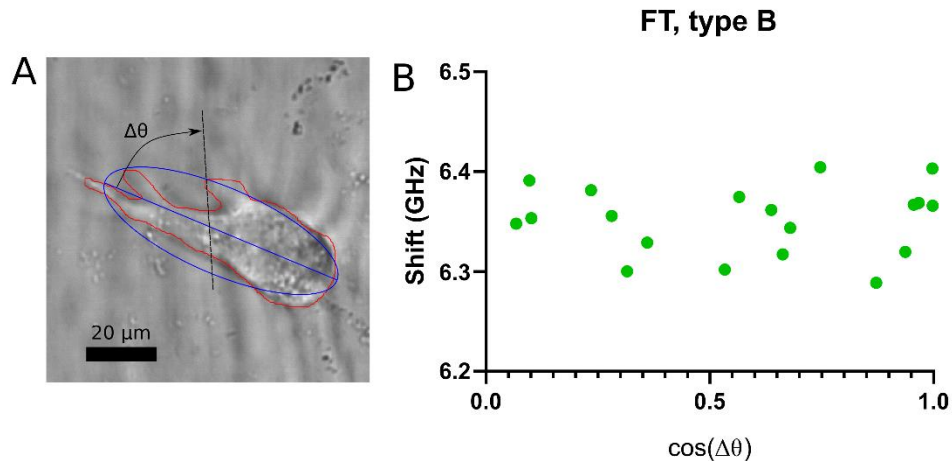 FT, type B
A
Δθ
20 μm
B
Shift (GHz)
6.5
6.4
6.3
6.2
0.0
0.5
1.0
cos(Δθ)